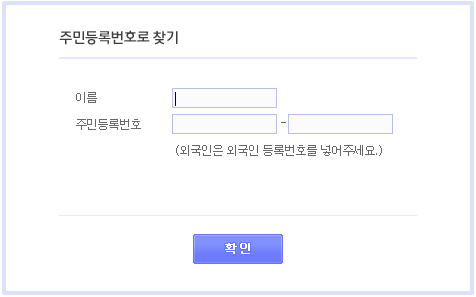 주민등록번호로 찾기
이름
주민등록번호 -
(외국인은 외국인 등록번호를 넣어주세요.)
확인